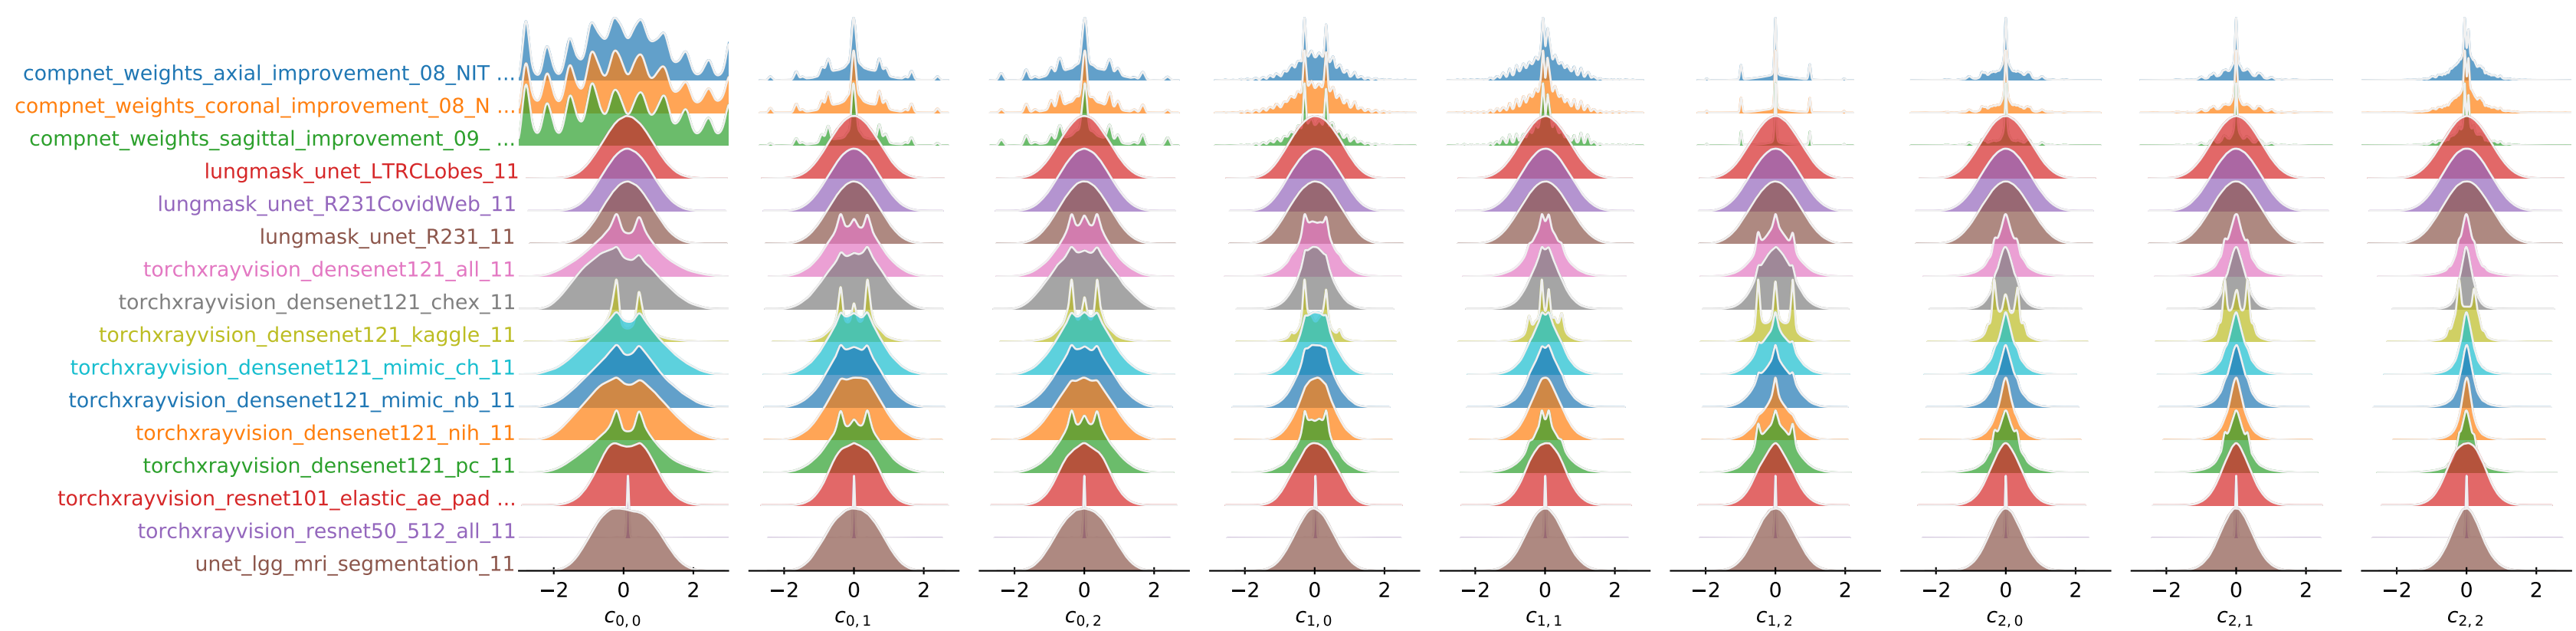 compnet_weights_axial_improvement_08_NIT ...
compnet_weights_coronal_improvement_08_N ...
compnet_weights_sagittal_improvement_09_ ...
lungmask_unet_LTRCLobes_11
lungmask_unet_R231CovidWeb_11
lungmask_unet_R231_11
torchxrayvision_densenet121_all_11
torchxrayvision_densenet121_chex_11
torchxrayvision_densenet121_kaggle_11
torchxrayvision_densenet121_mimic_ch_11
torchxrayvision_densenet121_mimic_nb_11
torchxrayvision_densenet121_nih_11
torchxrayvision_densenet121_pc_11
torchxrayvision_resnet101_elastic_ae_pad ...
torchxrayvision_resnet50_512_all_11
unet_lgg_mri_segmentation_11
−2 0 2 −2 0 2 −2 0 2 −2 0 2 −2 0 2 −2 0 2 −2 0 2 −2 0 2 −2 0 2
c0,0 c0,1 c0,2 c1,0 c1,1 c1,2 c2,0 c2,1 c2,2